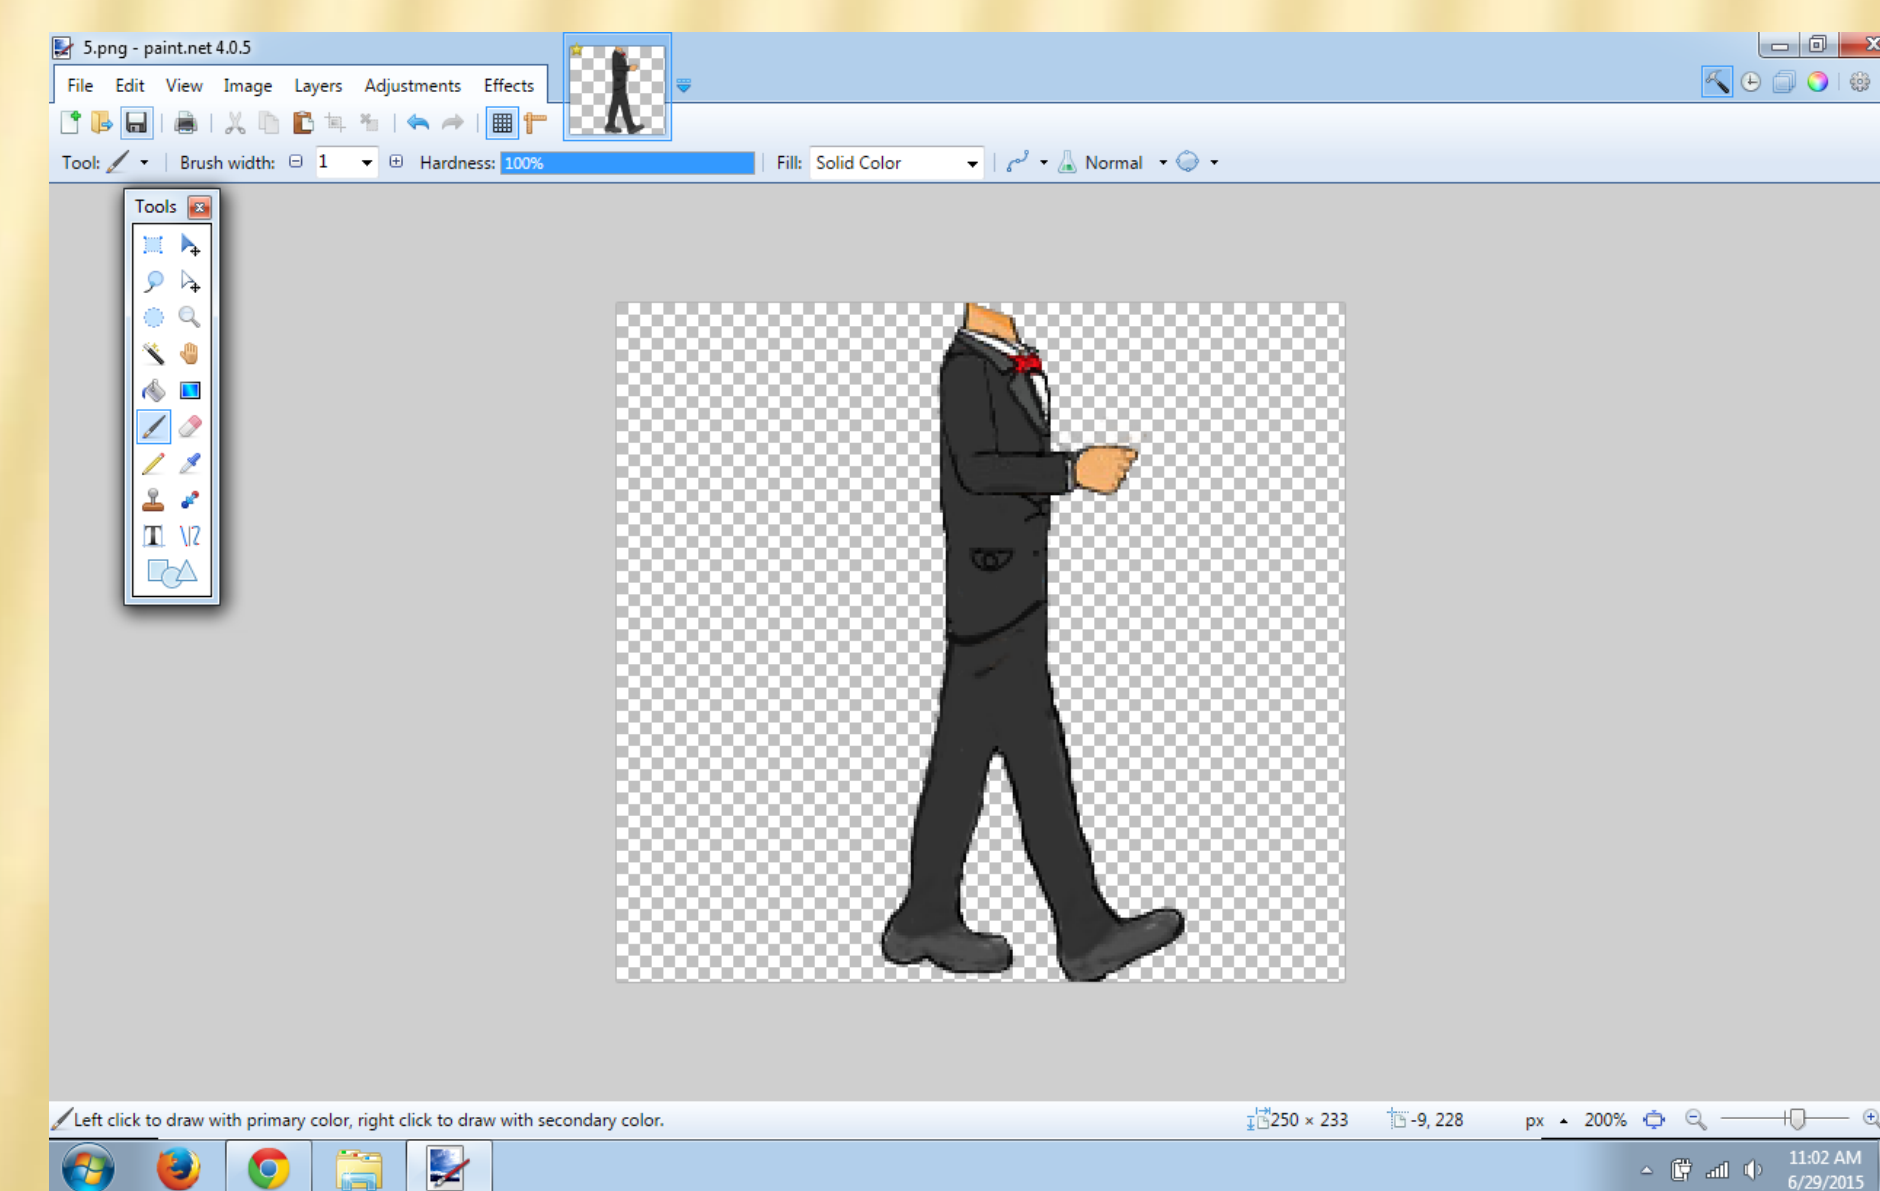 5.png - paint.net 4.0.5
File Edit View Image Layers Adjustments Effects
Tool: Brush width: 1 Hardness: 100% Fill: Solid Color Normal
Tools
Left click to draw with primary color, right click to draw with secondary color. 250 × 233 -9, 228 px 200%
11:02 AM
6/29/2015